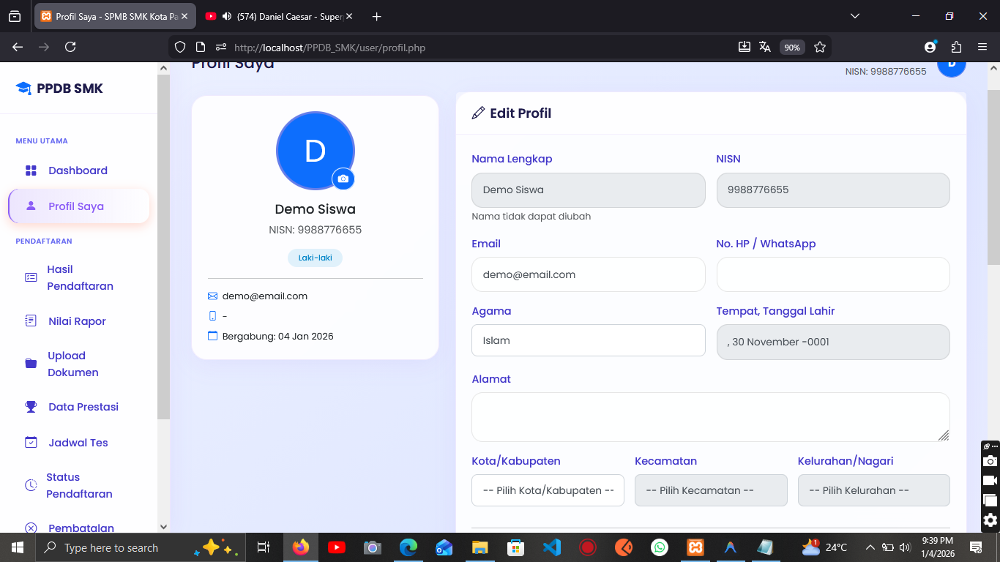 Profil Saya - SPMB SMK Kota Pa
(574) Daniel Caesar - Super
http://localhost/PPDB_SMK/user/profil.php
90%
PPDB SMK
MENU UTAMA
Dashboard
Profil Saya
PENDAFTARAN
Hasil
Pendaftaran
Nilai Rapor
Upload
Dokumen
Data Prestasi
Jadwal Tes
Status
Pendaftaran
Pembatalan
Profil Saya
NISN: 9988776655
D
D
Demo Siswa
NISN: 9988776655
Laki-laki
demo@email.com
-
Bergabung: 04 Jan 2026
Edit Profil
Nama Lengkap
Demo Siswa
Nama tidak dapat diubah
NISN
9988776655
Email
demo@email.com
No. HP / WhatsApp
Agama
Islam
Tempat, Tanggal Lahir
, 30 November -0001
Alamat
Kota/Kabupaten
-- Pilih Kota/Kabupaten --
Kecamatan
-- Pilih Kecamatan --
Kelurahan/Nagari
-- Pilih Kelurahan --
Type here to search
1
24°C
9:39 PM
1/4/2026